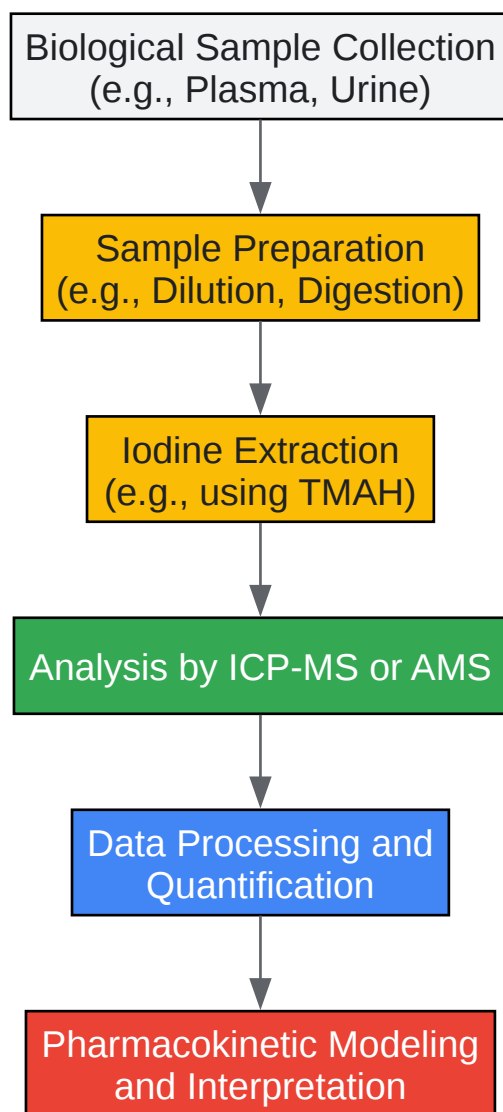 Biological Sample Collection
(e.g., Plasma, Urine)
Sample Preparation
(e.g., Dilution, Digestion)
Iodine Extraction
(e.g., using TMAH)
Analysis by ICP-MS or AMS
Data Processing and
Quantification
Pharmacokinetic Modeling
and Interpretation